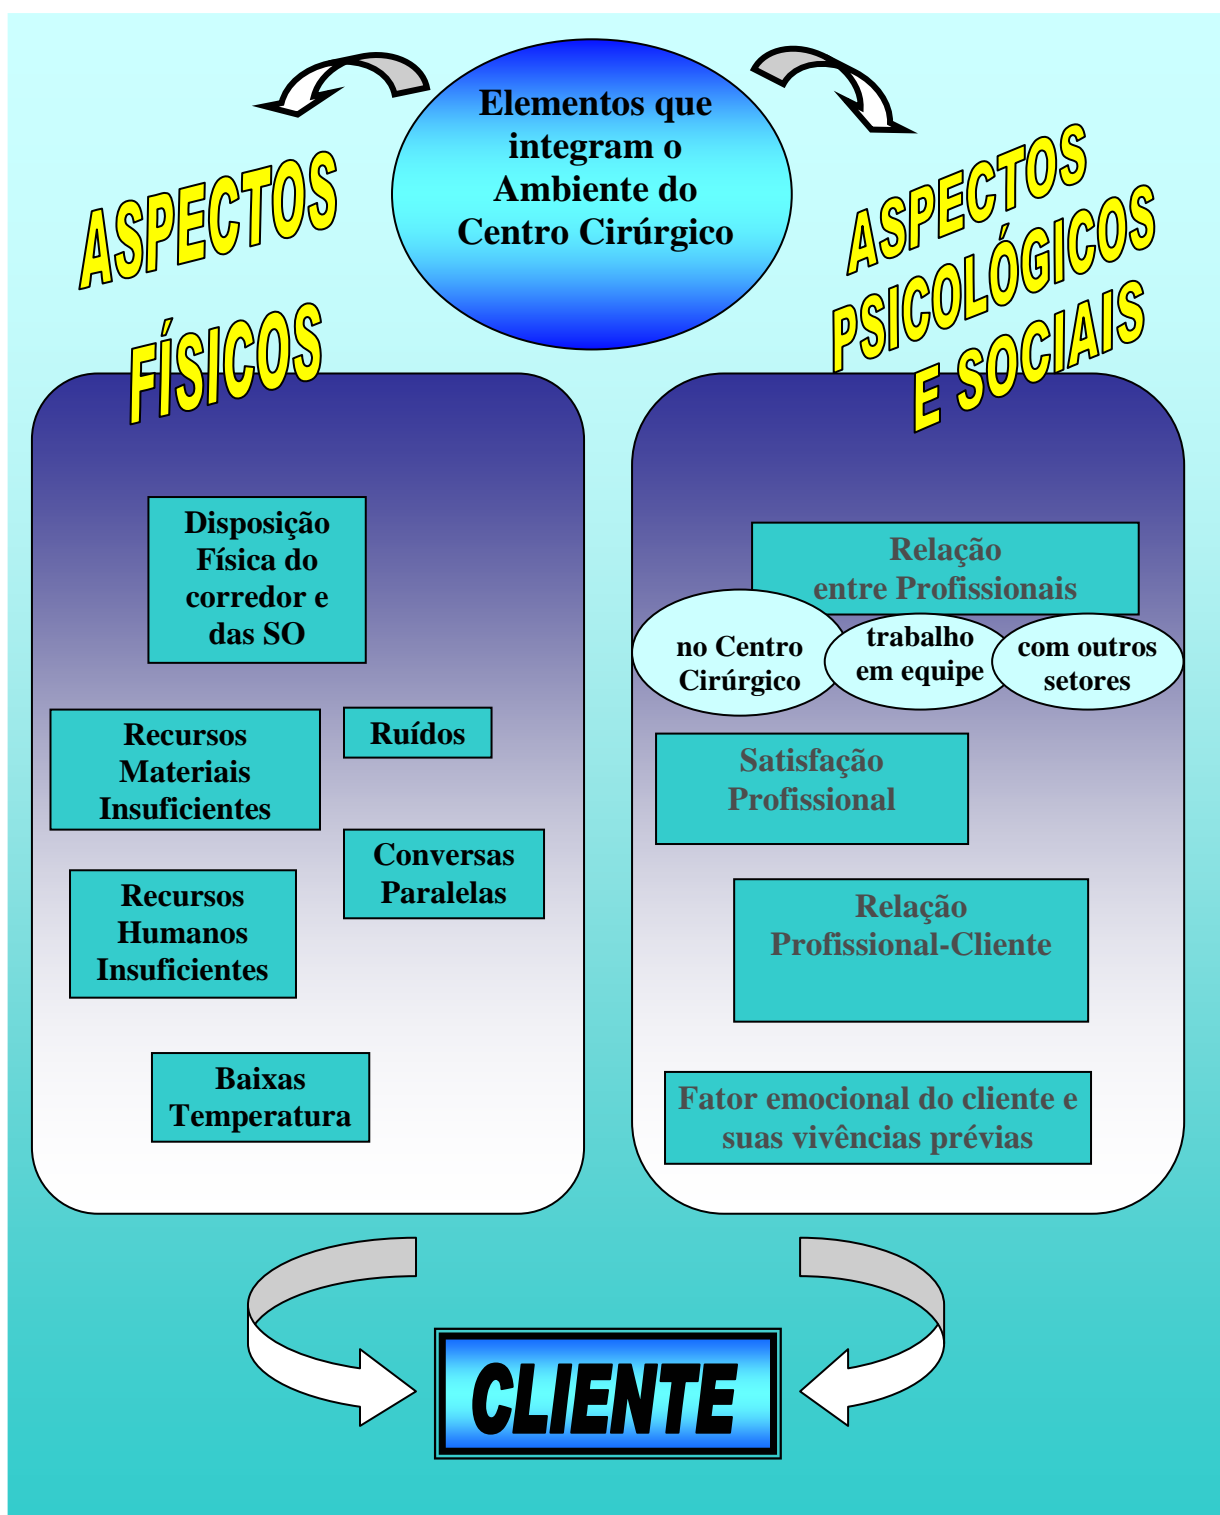 Elementos que
integram o
Ambiente do
Centro Cirúrgico
ASPECTOS
FÍSICOS
Disposição
Física do
corredor e
das SO
Recursos
Materiais
Insuficientes
Ruídos
Conversas
Paralelas
Recursos
Humanos
Insuficientes
Baixas
Temperatura
ASPECTOS
PSICOLÓGICOS
E SOCIAIS
Relação
entre Profissionais
no Centro
Cirúrgico
trabalho
em equipe
com outros
setores
Satisfação
Profissional
Relação
Profissional-Cliente
Fator emocional do cliente e
suas vivências prévias
CLIENTE